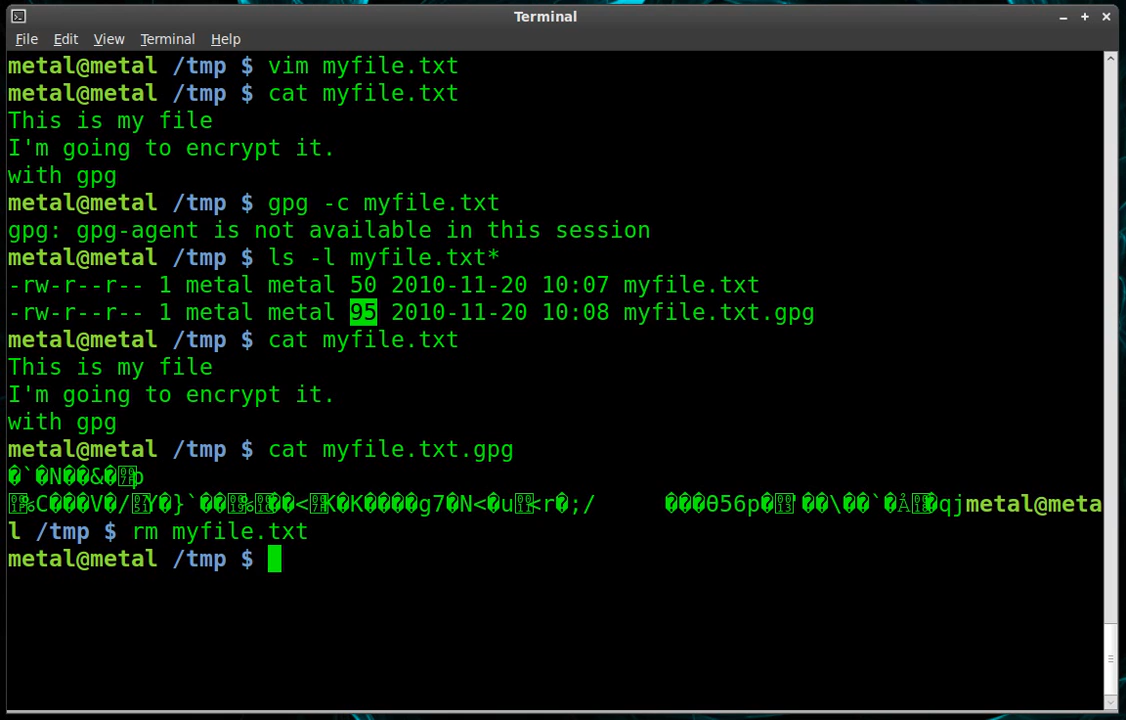 Terminal
File Edit View Terminal Help
metal@metal /tmp $ vim myfile.txt
metal@metal /tmp $ cat myfile.txt
This is my file
I'm going to encrypt it.
with gpg
metal@metal /tmp $ gpg -c myfile.txt
gpg: gpg-agent is not available in this session
metal@metal /tmp $ ls -l myfile.txt*
-rw-r--r-- 1 metal metal 50 2010-11-20 10:07 myfile.txt
-rw-r--r-- 1 metal metal 95 2010-11-20 10:08 myfile.txt.gpg
metal@metal /tmp $ cat myfile.txt
This is my file
I'm going to encrypt it.
with gpg
metal@metal /tmp $ cat myfile.txt.gpg
�`�N��&�p
metal@meta
l /tmp $ rm myfile.txt
metal@metal /tmp $